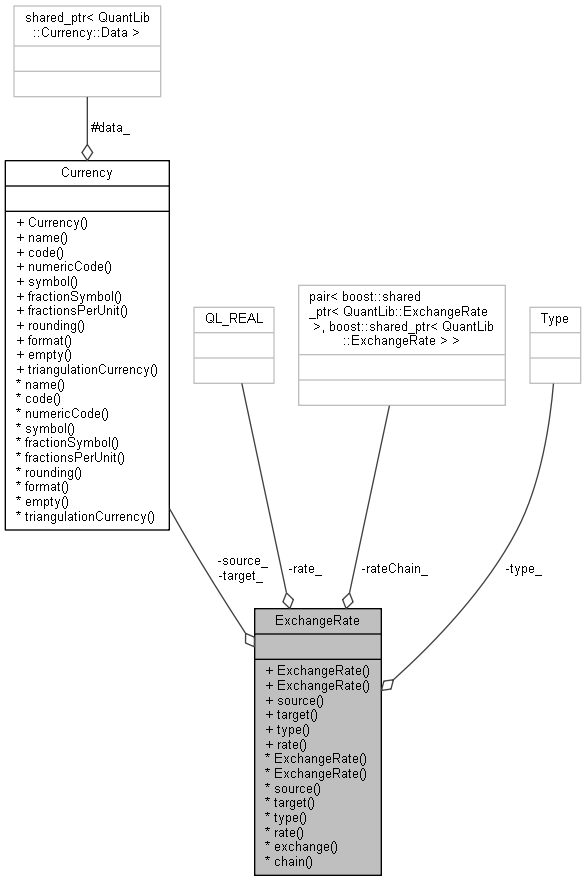 shared_ptr< QuantLib
::Currency::Data >
#data_
Currency
+ Currency()
+ name()
+ code()
+ numericCode()
+ symbol()
+ fractionSymbol()
+ fractionsPerUnit()
+ rounding()
+ format()
+ empty()
+ triangulationCurrency()
* name()
* code()
* numericCode()
* symbol()
* fractionSymbol()
* fractionsPerUnit()
* rounding()
* format()
* empty()
* triangulationCurrency()
QL_REAL
pair< boost::shared
_ptr< QuantLib::ExchangeRate
>, boost::shared_ptr< QuantLib
::ExchangeRate > >
Type
-source_
-target_
-rate_
-rateChain_
-type_
ExchangeRate
+ ExchangeRate()
+ ExchangeRate()
+ source()
+ target()
+ type()
+ rate()
* ExchangeRate()
* ExchangeRate()
* source()
* target()
* type()
* rate()
* exchange()
* chain()